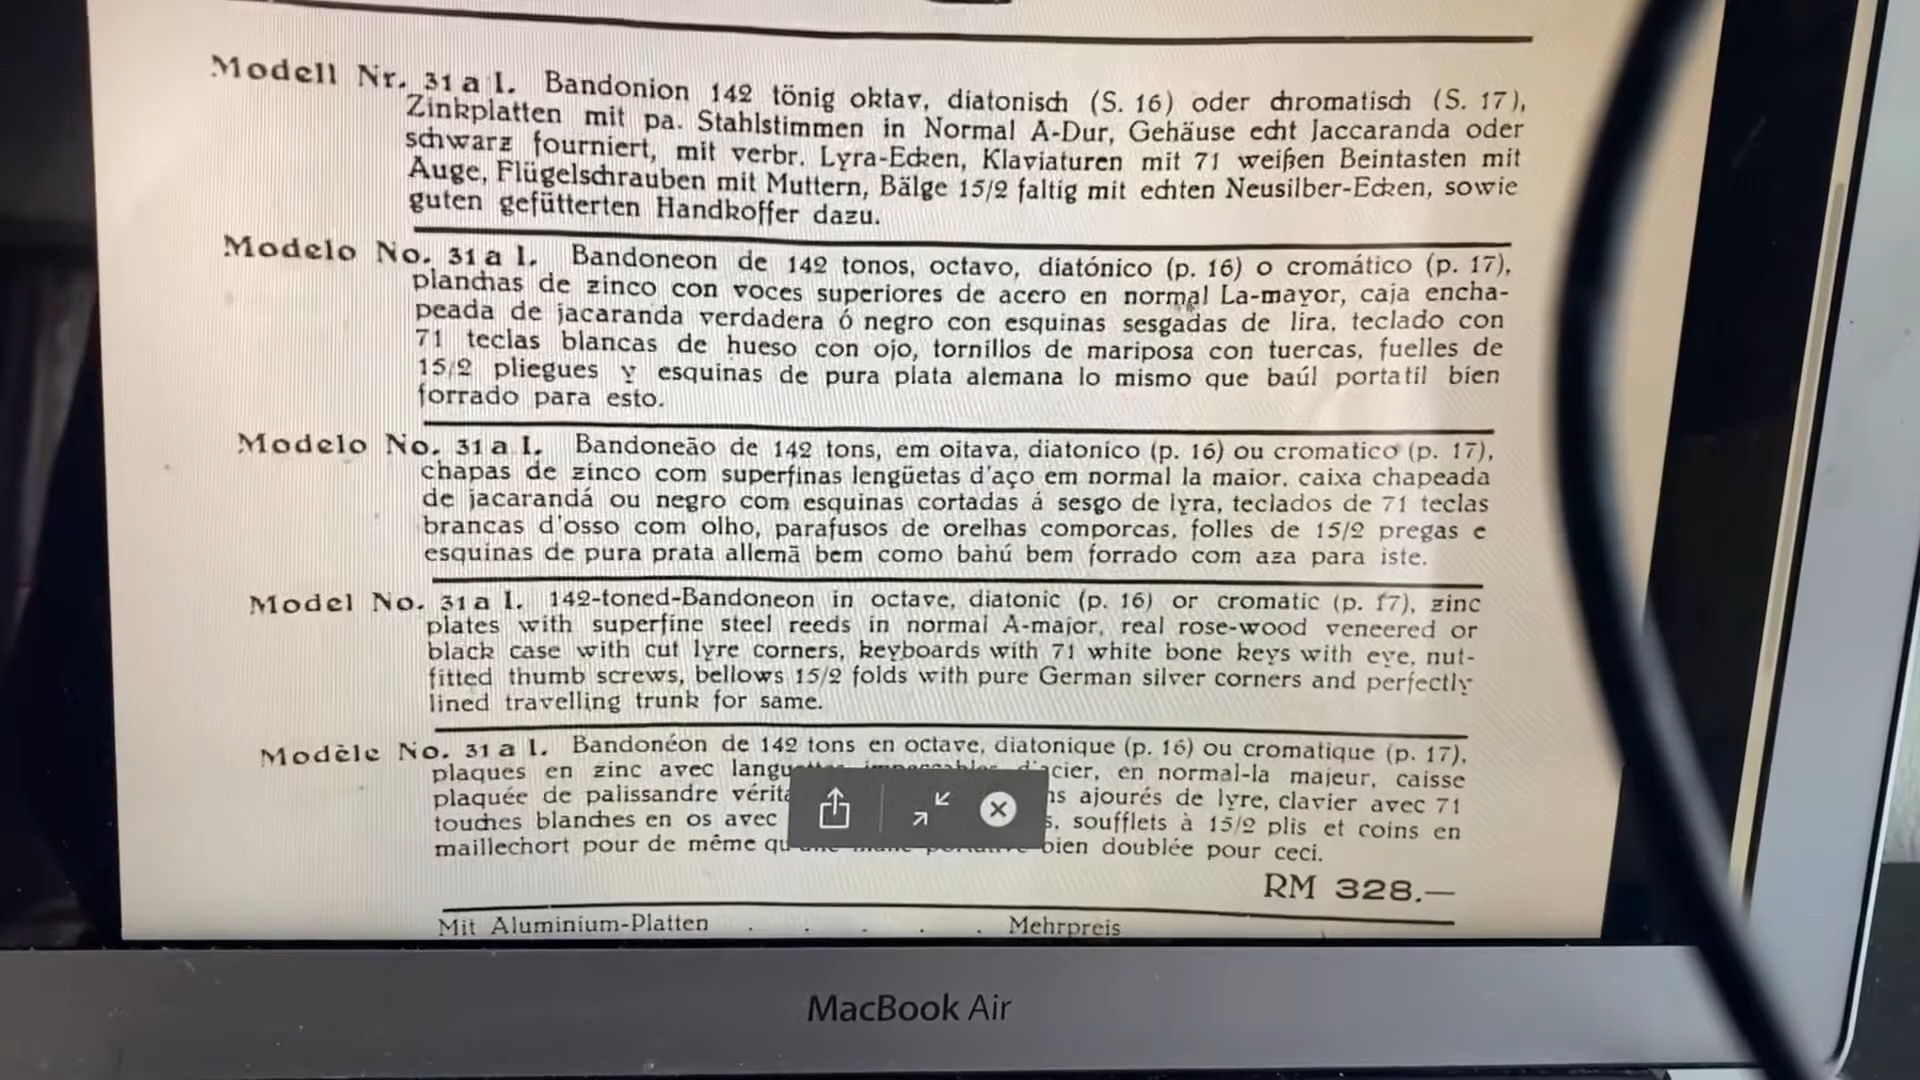 Modell Nr. 31 a I. Bandonion 142 tönig oktav, diatonisch (S. 16) oder chromatisch (S. 17),
Zinkplatten mit pa. Stahlstimmen in Normal A-Dur, Gehäuse echt Jaccaranda oder
schwarz fourniert, mit verbr. Lyra-Ecken, Klaviaturen mit 71 weißen Beintasten mit
Auge, Flügelschrauben mit Muttern, Bälge 15/2 faltig mit echten Neusilber-Ecken, sowie
guten gefütterten Handkoffer dazu.
Modelo No. 31 a I. Bandoneon de 142 tonos, octavo, diatónico (p. 16) o cromático (p. 17),
planchas de zinco con voces superiores de acero en normal La-mayor, caja encha-
peada de jacaranda verdadera ó negro con esquinas sesgadas de lira, teclado con
71 teclas blancas de hueso con ojo, tornillos de mariposa con tuercas, fuelles de
15/2 pliegues y esquinas de pura plata alemana lo mismo que baúl portatil bien
forrado para esto.
Modelo No. 31 a I. Bandoneão de 142 tons, em oitava, diatonico (p. 16) ou cromatico (p. 17),
chapas de zinco com superfinas lengüetas d'aço em normal la maior, caixa chapeada
de jacarandá ou negro com esquinas cortadas á sesgo de lyra, teclados de 71 teclas
brancas d'osso com olho, parafusos de orelhas comporcas, folles de 15/2 pregas e
esquinas de pura prata allemã bem como bahú bem forrado com aza para iste.
Model No. 31 a I. 142-toned-Bandoneon in octave, diatonic (p. 16) or cromatic (p. 17), zinc
plates with superfine steel reeds in normal A-major, real rose-wood veneered or
black case with cut lyre corners, keyboards with 71 white bone keys with eye, nut-
fitted thumb screws, bellows 15/2 folds with pure German silver corners and perfectly
lined travelling trunk for same.
Modèle No. 31 a I. Bandonéon de 142 tons en octave, diatonique (p. 16) ou cromatique (p. 17),
plaques en zinc avec d'acier, en normal-la majeur, caisse
plaquée de palissandre ajourés de lyre, clavier avec 71
touches blanches en os avec soufflets à 15/2 plis et coins en
maillechort pour de même bien doublée pour ceci.
RM 328.—
Mit Aluminium-Platten . . . . . Mehrpreis
MacBook Air